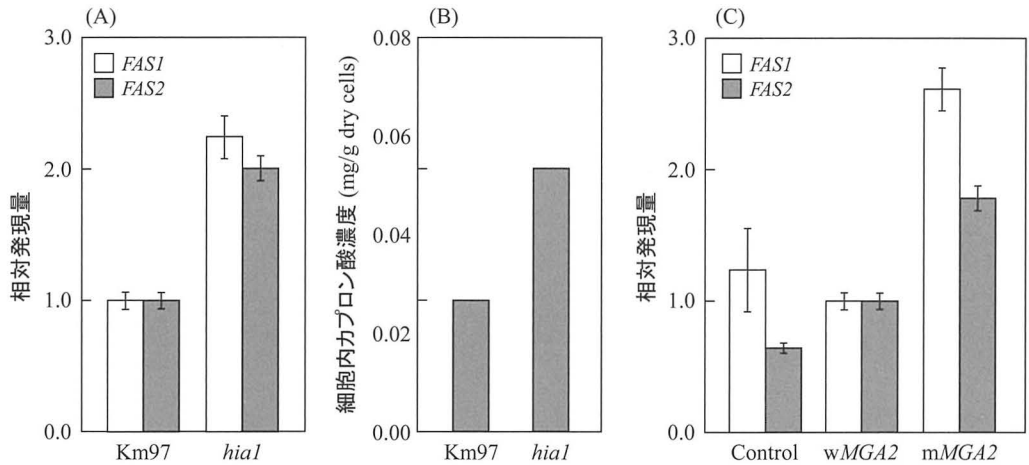 (A)
3.0
FAS1
FAS2
2.0
相対発現量
1.0
0.0
Km97 hia1
(B)
0.08
0.06
細胞内カプロン酸濃度 (mg/g dry cells)
0.04
0.02
0.00
Km97 hia1
(C)
3.0
FAS1
FAS2
2.0
相対発現量
1.0
0.0
Control wMGA2 mMGA2